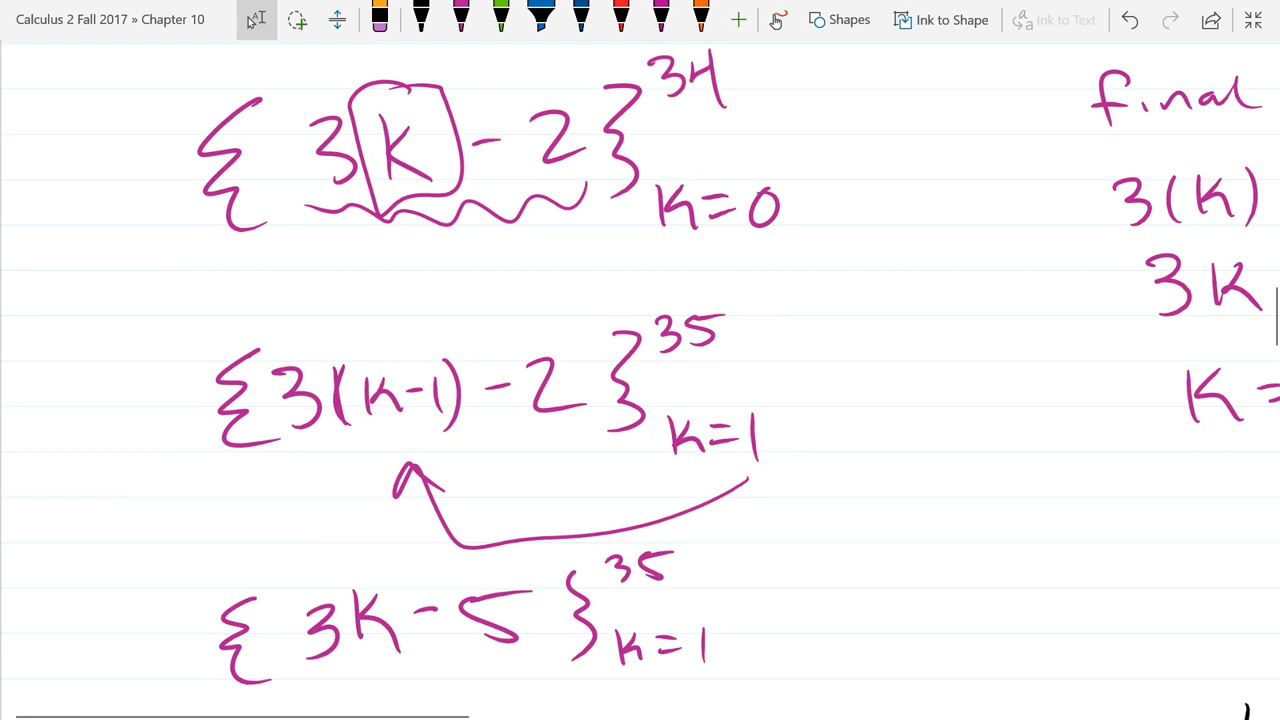 Calculus 2 Fall 2017 » Chapter 10
Shapes
Ink to Shape
Ink to Text
{ 3K - 2 }^34 K=0
{ 3(K-1) - 2 }^35 K=1
{ 3K - 5 }^35 K=1
final
3(K)
3K
K =